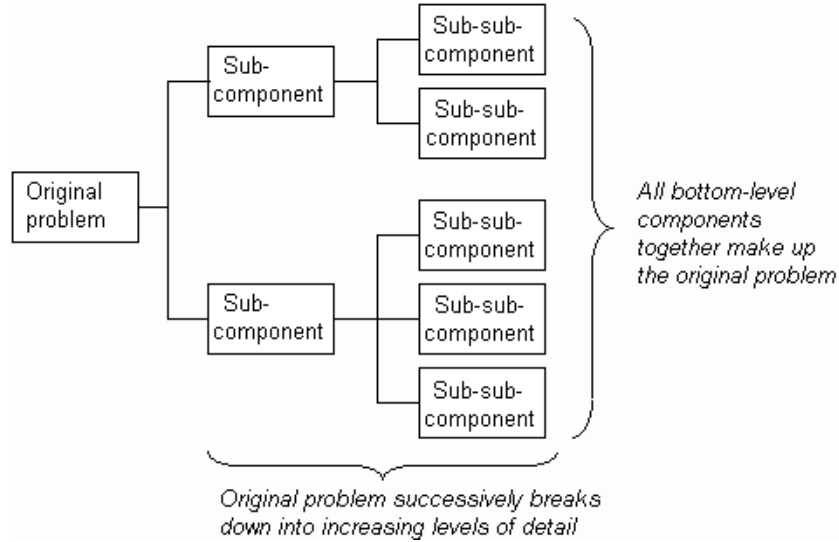 Original
problem
Sub-
component
Sub-
component
Sub-sub-
component
Sub-sub-
component
Sub-sub-
component
Sub-sub-
component
Sub-sub-
component
All bottom-level
components
together make up
the original problem
Original problem successively breaks
down into increasing levels of detail